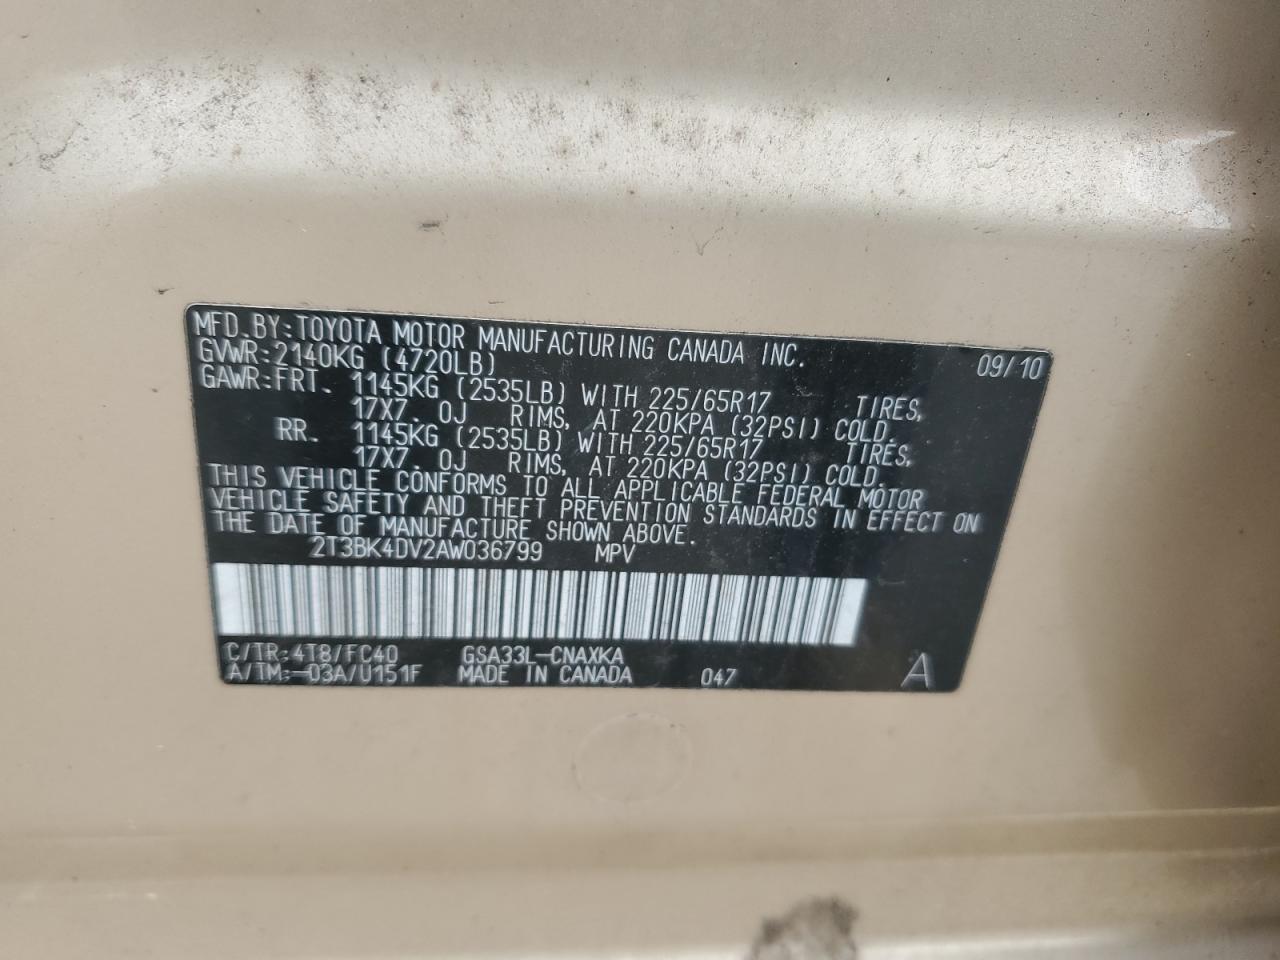 MFD.BY:TOYOTA MOTOR MANUFACTURING CANADA INC.
GVWR:2140KG (4720LB) 09/10
GAWR:FRT. 1145KG (2535LB) WITH 225/65R17 TIRES,
17X7. 0J RIMS, AT 220KPA (32PSI) COLD.
RR. 1145KG (2535LB) WITH 225/65R17 TIRES,
17X7. 0J RIMS, AT 220KPA (32PSI) COLD.
THIS VEHICLE CONFORMS TO ALL APPLICABLE FEDERAL MOTOR
VEHICLE SAFETY AND THEFT PREVENTION STANDARDS IN EFFECT ON
THE DATE OF MANUFACTURE SHOWN ABOVE.
2T3BK4DV2AW036799 MPV
C/TR:4T8/FC40 GSA33L-CNAXKA
A/TM:-03A/U151F MADE IN CANADA 047 A